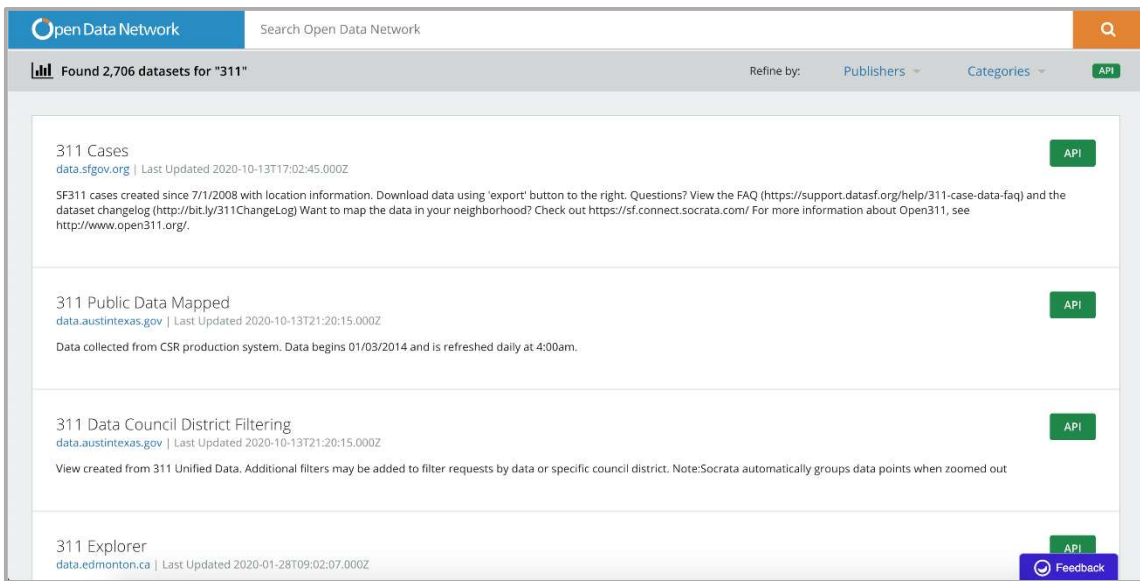 Open Data Network
Search Open Data Network
Found 2,706 datasets for "311"
Refine by:
Publishers
Categories
API
311 Cases
API
data.sfgov.org | Last Updated 2020-10-13T17:02:45.000Z
SF311 cases created since 7/1/2008 with location information. Download data using 'export' button to the right. Questions? View the FAQ (https://support.datasf.org/help/311-case-data-faq) and the
dataset changelog (http://bit.ly/311ChangeLog) Want to map the data in your neighborhood? Check out https://sf.connect.socrata.com/ For more information about Open311, see
http://www.open311.org/.
311 Public Data Mapped
API
data.austintexas.gov | Last Updated 2020-10-13T21:20:15.000Z
Data collected from CSR production system. Data begins 01/03/2014 and is refreshed daily at 4:00am.
311 Data Council District Filtering
API
data.austintexas.gov | Last Updated 2020-10-13T21:20:15.000Z
View created from 311 Unified Data. Additional filters may be added to filter requests by data or specific council district. Note:Socrata automatically groups data points when zoomed out
311 Explorer
API
data.edmonton.ca | Last Updated 2020-01-28T09:02:07.000Z
Feedback